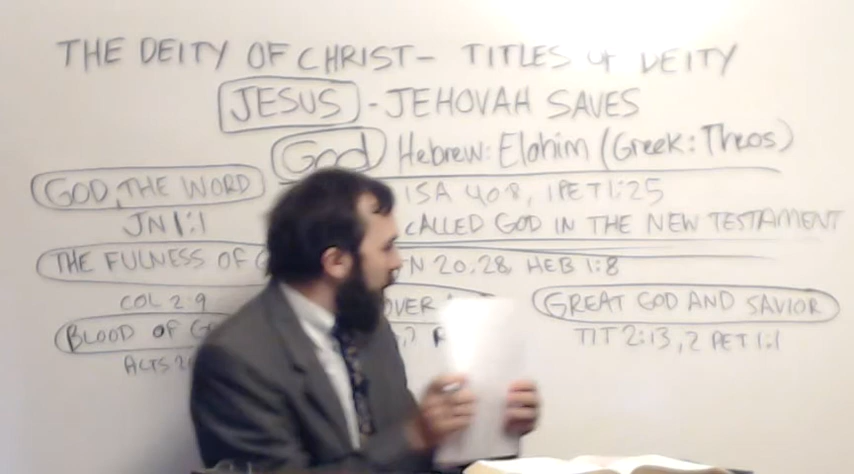 THE DEITY OF CHRIST- TITLES OF DEITY
JESUS - JEHOVAH SAVES
God Hebrew: Elohim (Greek: Theos)
GOD, THE WORD
ISA 40:8, 1 PET 1:25
JN 1:1
CALLED GOD IN THE NEW TESTAMENT
THE FULNESS OF
20:28, HEB 1:8
COL 2:9
OVER
GREAT GOD AND SAVIOR
BLOOD OF
TIT 2:13, 2 PET 1:1
ACTS